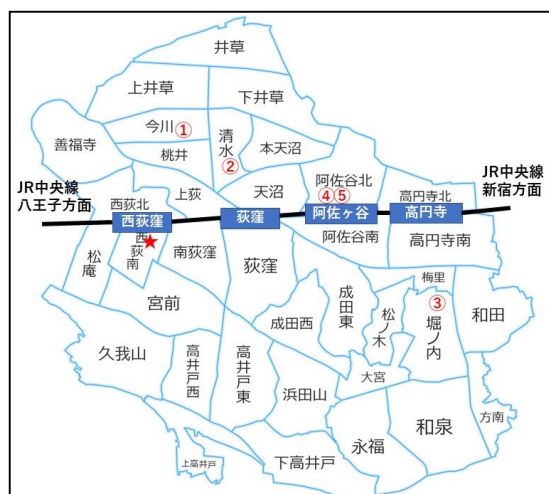 井草
上井草
下井草
今川①
善福寺
清水
②
本天沼
桃井
JR中央線
八王子方面
JR中央線
新宿方面
西荻北
上荻
天沼
阿佐谷北
④⑤
高円寺北
西荻窪
荻窪
阿佐ヶ谷
高円寺
松庵
西荻南
★
南荻窪
荻窪
阿佐谷南
高円寺南
宮前
成田西
成田東
松ノ木
梅里
③
堀ノ内
和田
久我山
高井戸西
高井戸東
浜田山
大宮
永福
和泉
方南
上高井戸
下高井戸